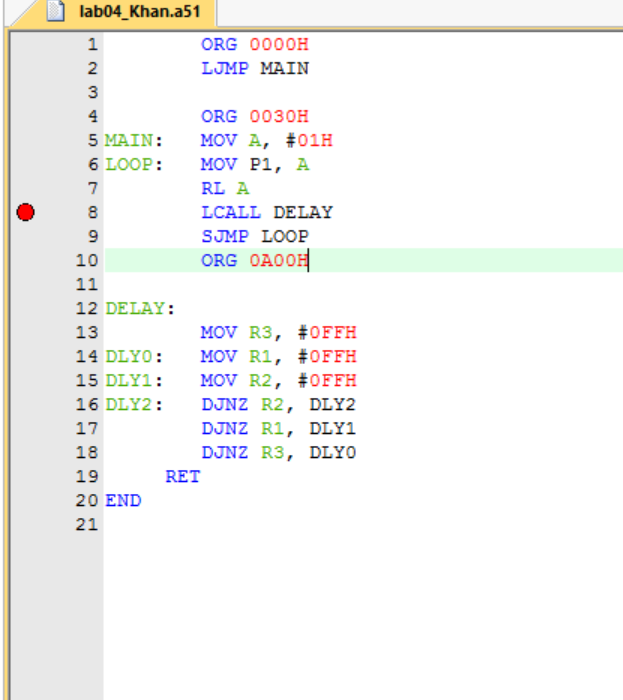 lab04_Khan.a51
1 ORG 0000H
2 LJMP MAIN
3
4 ORG 0030H
5 MAIN: MOV A, #01H
6 LOOP: MOV P1, A
7 RL A
8 LCALL DELAY
9 SJMP LOOP
10 ORG 0A00H
11
12 DELAY:
13 MOV R3, #0FFH
14 DLY0: MOV R1, #0FFH
15 DLY1: MOV R2, #0FFH
16 DLY2: DJNZ R2, DLY2
17 DJNZ R1, DLY1
18 DJNZ R3, DLY0
19 RET
20 END
21